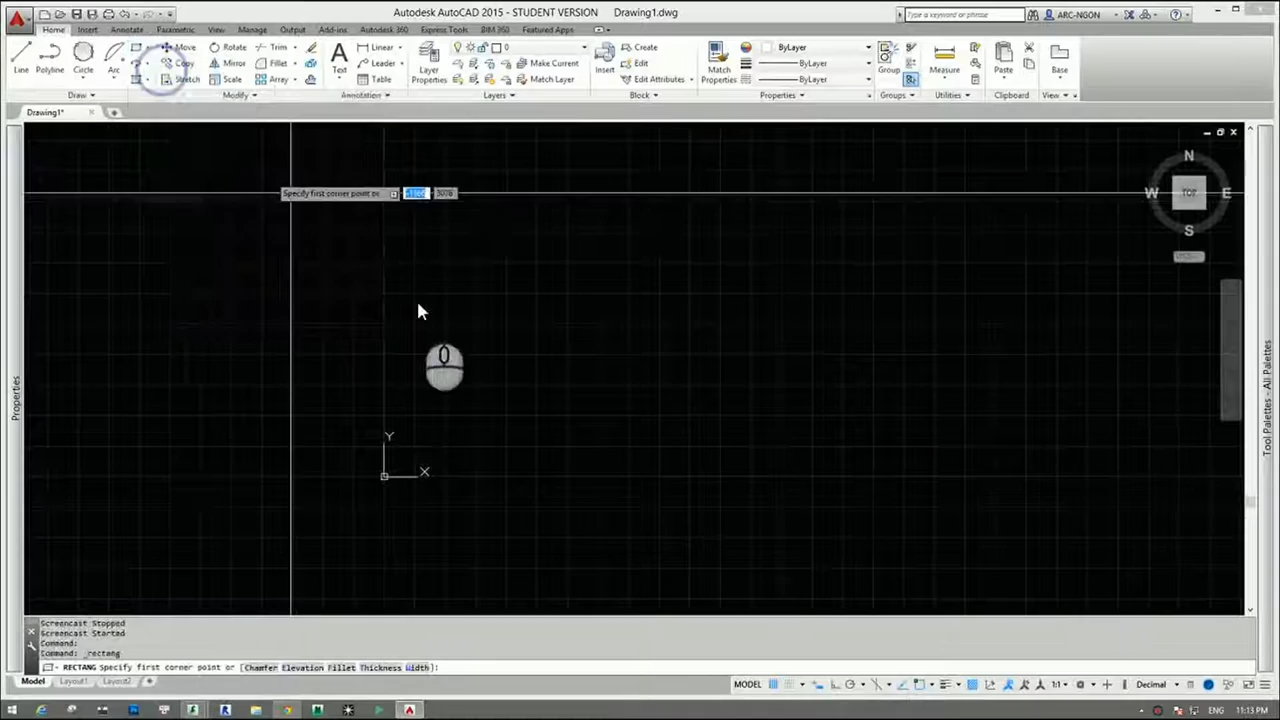 Autodesk AutoCAD 2015 - STUDENT VERSION Drawing1.dwg
Type a keyword or phrase
ARC-NGON
Home Insert Annotate Parametric View Manage Output Add-ins Autodesk 360 Express Tools BIM 360 Featured Apps
Line Polyline Circle Arc
Move Rotate Trim
Copy Mirror Fillet
Stretch Scale Array
Text
Linear
Leader
Table
Layer Properties
0
Make Current
Match Layer
Insert
Create
Edit
Edit Attributes
Match Properties
ByLayer
ByLayer
ByLayer
Group
Measure
Paste
Base
Draw Modify Annotation Layers Block Properties Groups Utilities Clipboard View
Drawing1*
N
W TOP E
S
Specify first corner point or
3078
Y
X
Properties
Tool Palettes - All Palettes
Screencast Stopped
Screencast Started
Command:
Command: _rectang
RECTANG Specify first corner point or [Chamfer Elevation Fillet Thickness Width]:
Model Layout1 Layout2
MODEL 1:1 Decimal
ENG 11:13 PM